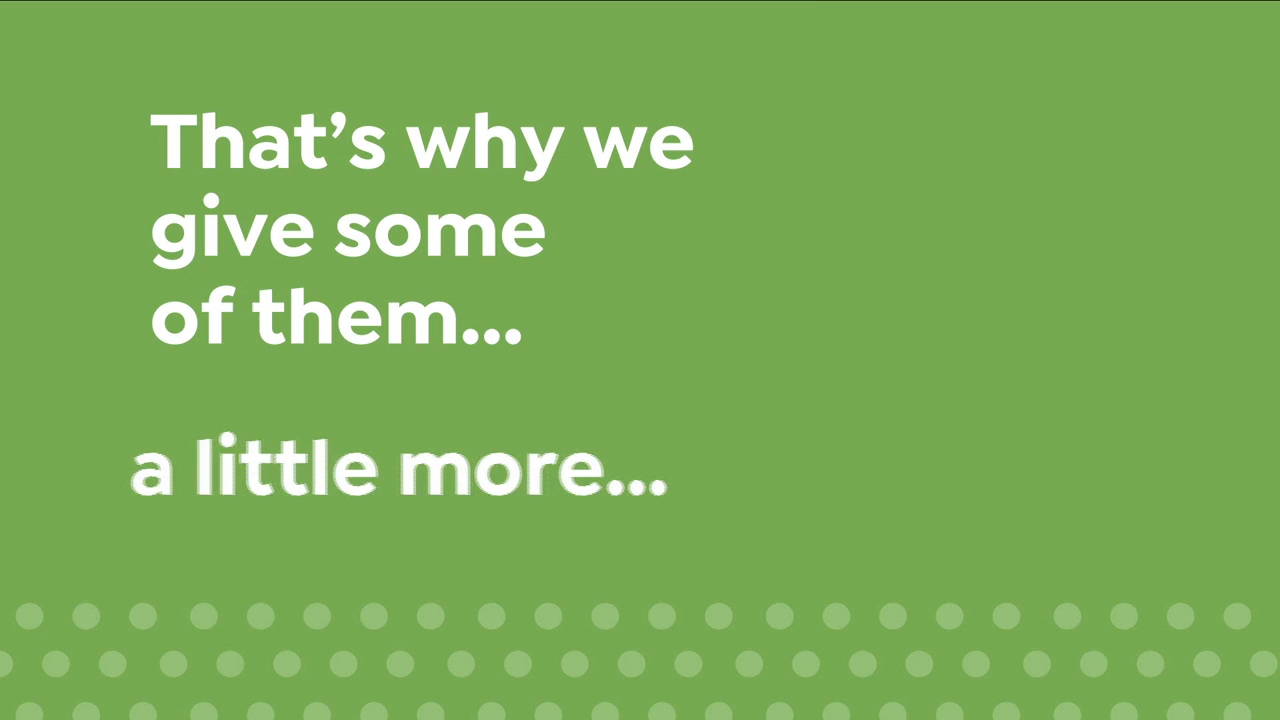 That’s why we
give some
of them...
a little more...